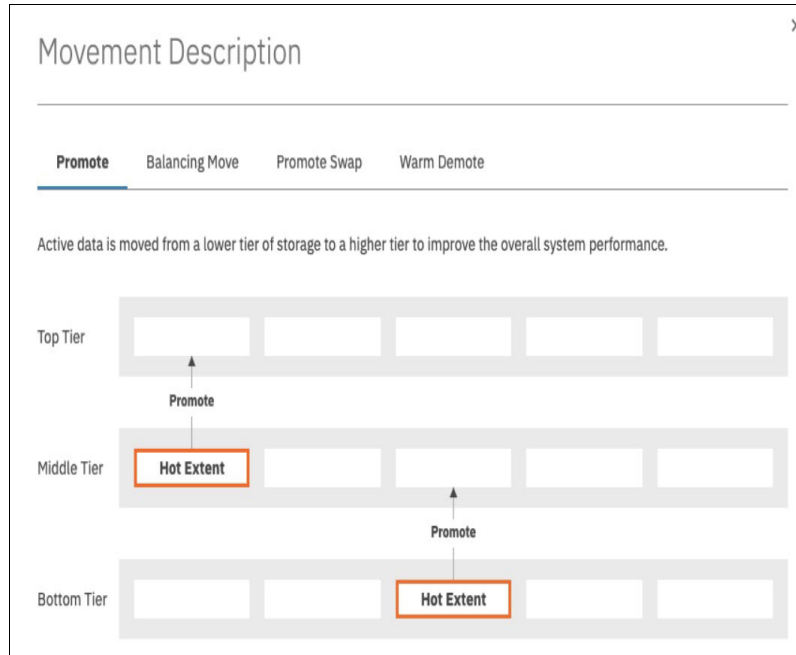 Movement Description
Promote Balancing Move Promote Swap Warm Demote
Active data is moved from a lower tier of storage to a higher tier to improve the overall system performance.
Top Tier
Promote
Middle Tier Hot Extent
Promote
Bottom Tier Hot Extent